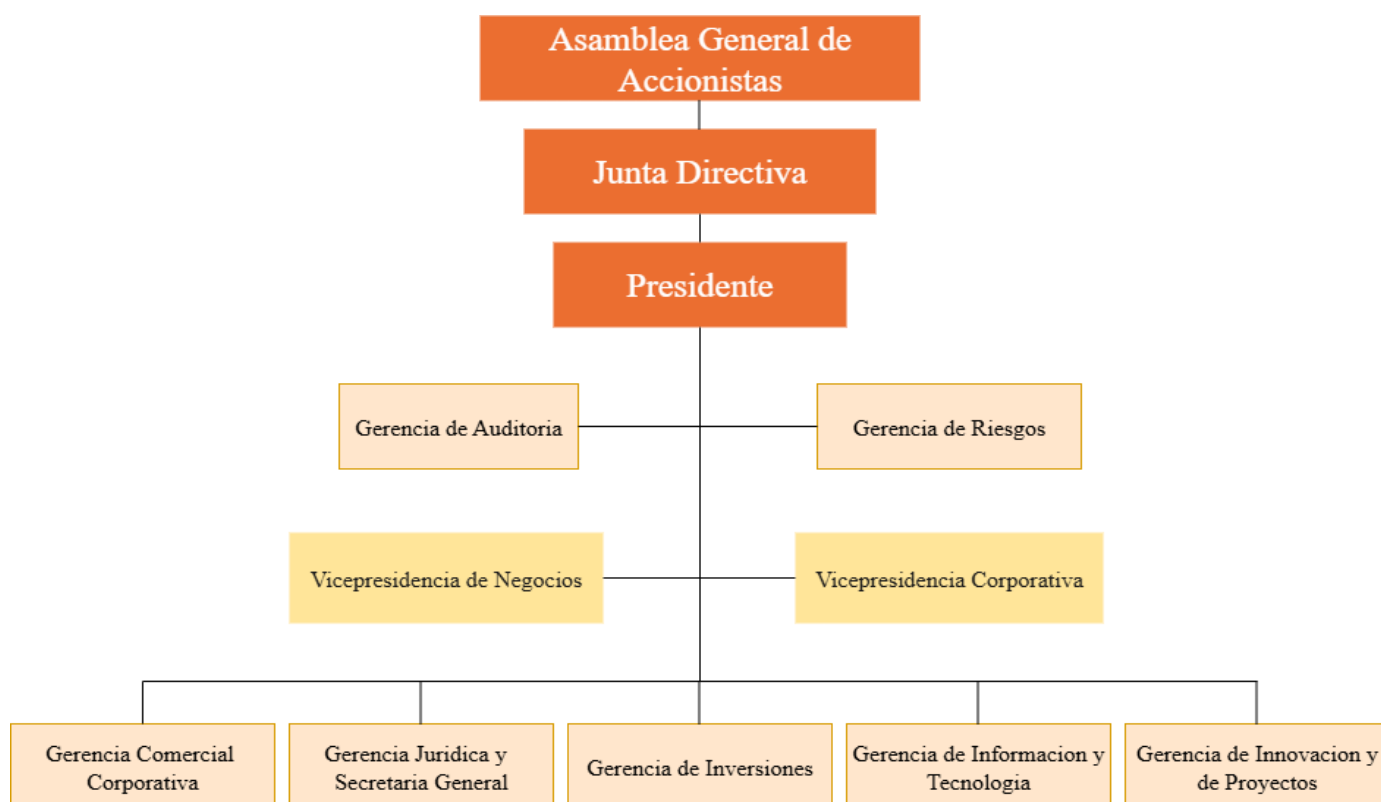 Asamblea General de
Accionistas
Junta Directiva
Presidente
Gerencia de Auditoria
Gerencia de Riesgos
Vicepresidencia de Negocios
Vicepresidencia Corporativa
Gerencia Comercial
Corporativa
Gerencia Juridica y
Secretaria General
Gerencia de Inversiones
Gerencia de Informacion y
Tecnologia
Gerencia de Innovacion y
de Proyectos